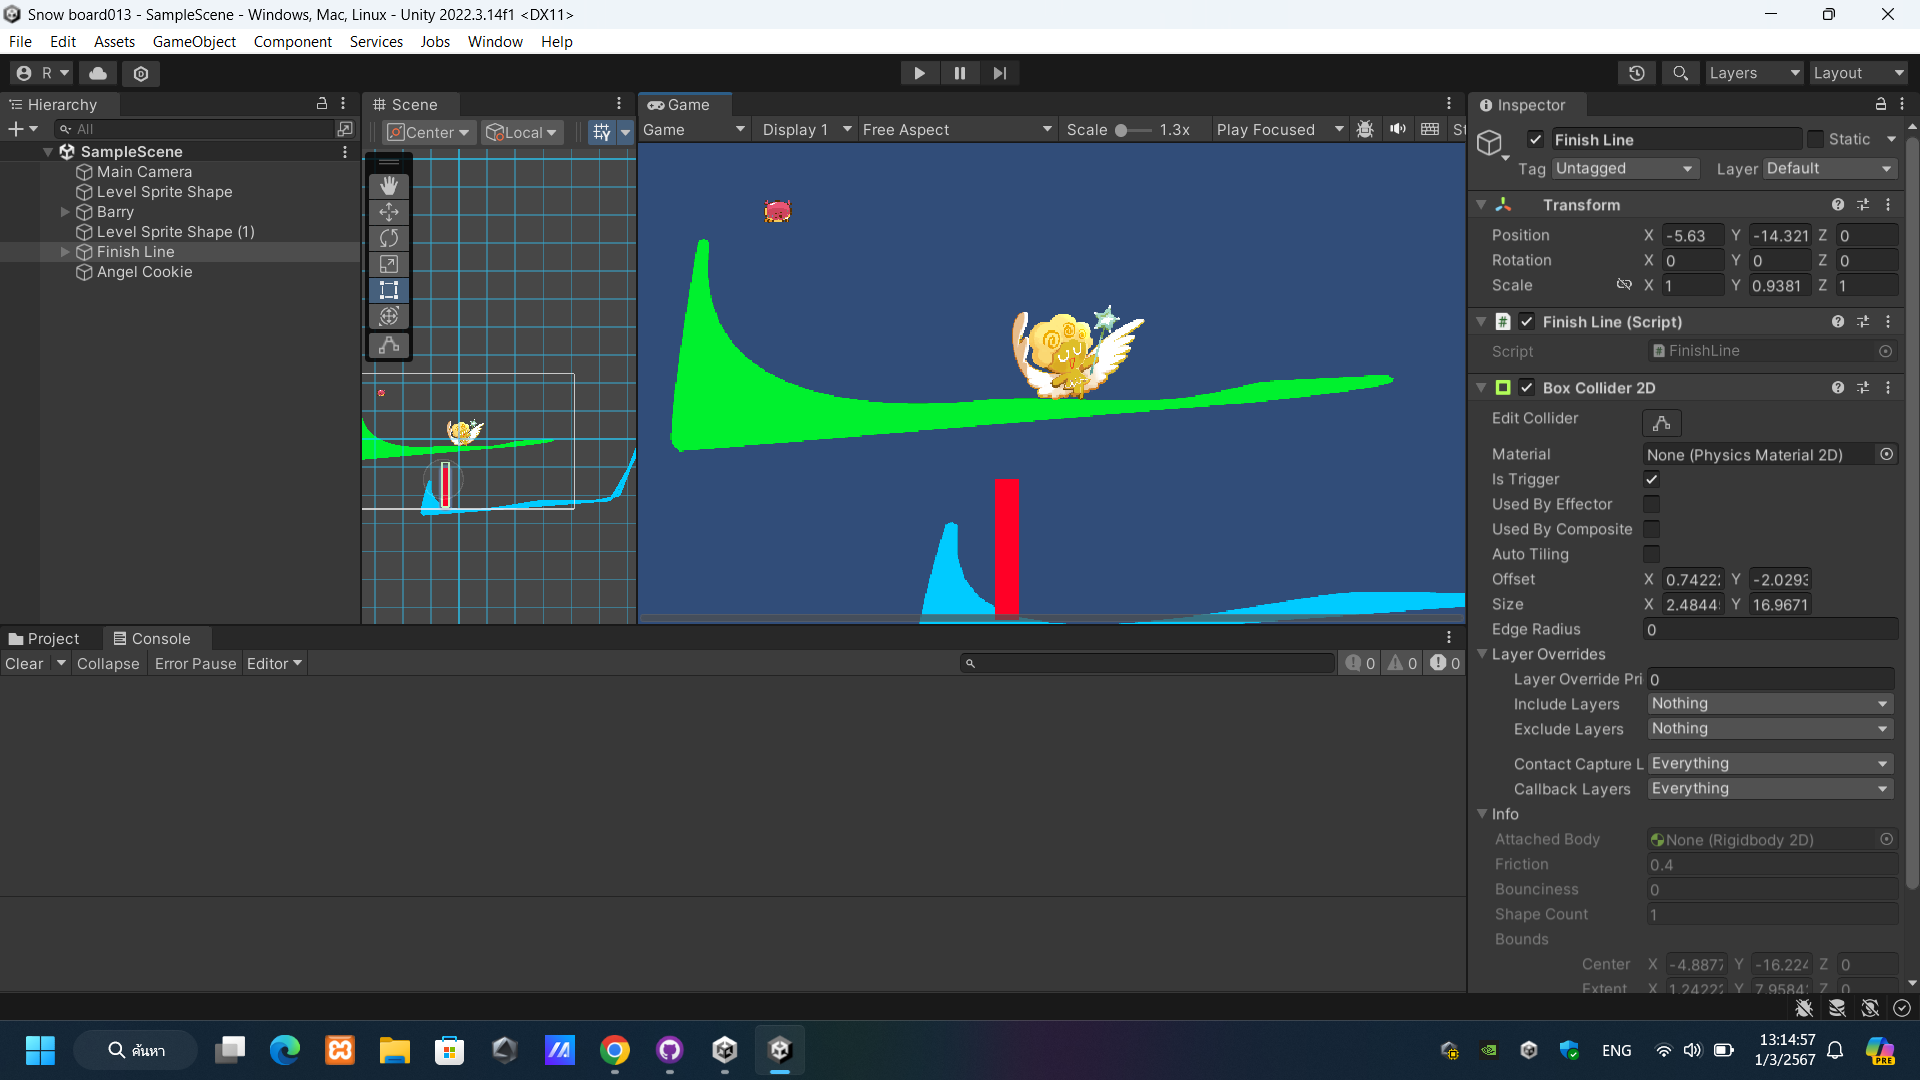 Snow board013 - SampleScene - Windows, Mac, Linux - Unity 2022.3.14f1 <DX11>
File Edit Assets GameObject Component Services Jobs Window Help
R Layers Layout
Hierarchy
All
SampleScene
Main Camera
Level Sprite Shape
Barry
Level Sprite Shape (1)
Finish Line
Angel Cookie
Scene
Center Local
Game
Game Display 1 Free Aspect Scale 1.3x Play Focused St
Project Console
Clear Collapse Error Pause Editor 0 0 0
Inspector
Finish Line Static
Tag Untagged Layer Default
Transform
Position X -5.63 Y -14.321 Z 0
Rotation X 0 Y 0 Z 0
Scale X 1 Y 0.9381 Z 1
Finish Line (Script)
Script FinishLine
Box Collider 2D
Edit Collider
Material None (Physics Material 2D)
Is Trigger
Used By Effector
Used By Composite
Auto Tiling
Offset X 0.7422 Y -2.029
Size X 2.4844 Y 16.9671
Edge Radius 0
Layer Overrides
Layer Override Pri 0
Include Layers Nothing
Exclude Layers Nothing
Contact Capture L Everything
Callback Layers Everything
Info
Attached Body None (Rigidbody 2D)
Friction 0.4
Bounciness 0
Shape Count 1
Bounds
Center X -4.887 Y -16.224 Z 0
Extent X 1.2422 Y 7.9584 Z 0
ค้นหา
ENG
13:14:57
1/3/2567
PRE